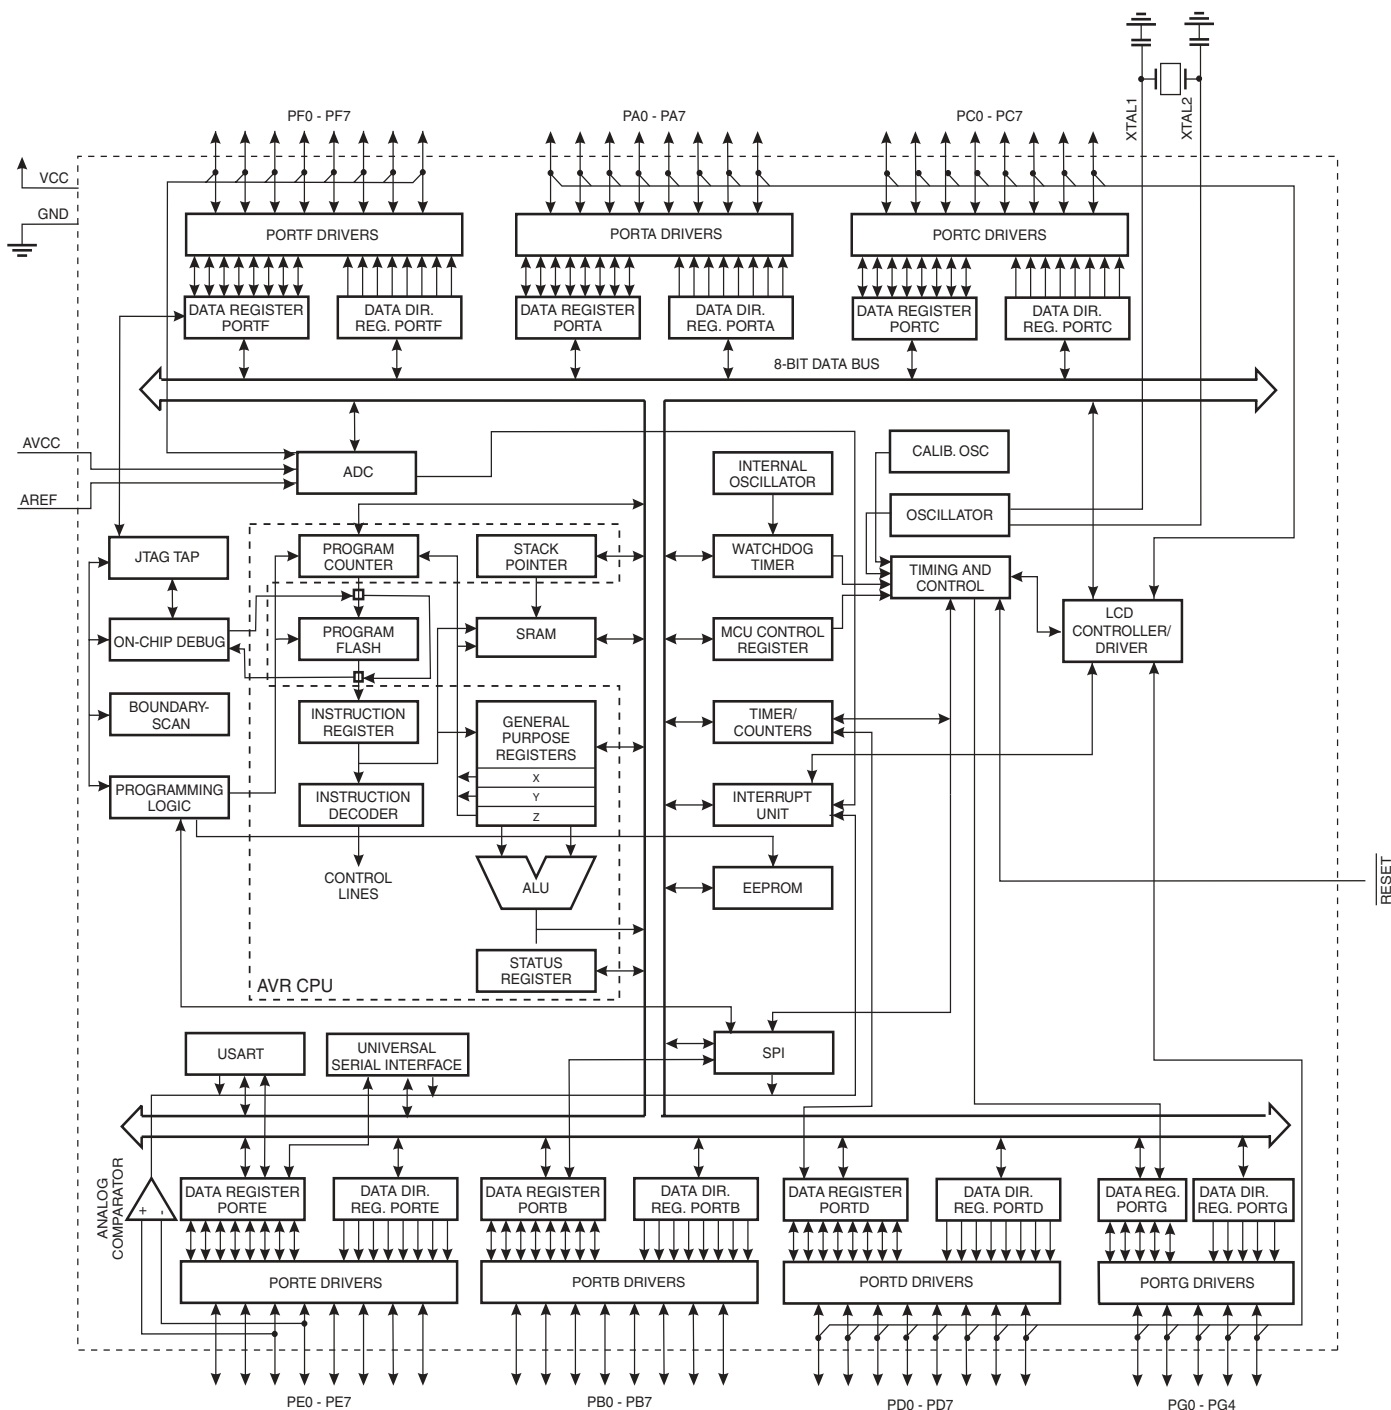 XTAL1
XTAL2
PF0 - PF7
PA0 - PA7
PC0 - PC7
VCC
GND
PORTF DRIVERS
PORTA DRIVERS
PORTC DRIVERS
DATA REGISTER
PORTF
DATA DIR.
REG. PORTF
DATA REGISTER
PORTA
DATA DIR.
REG. PORTA
DATA REGISTER
PORTC
DATA DIR.
REG. PORTC
8-BIT DATA BUS
AVCC
AREF
ADC
INTERNAL
OSCILLATOR
CALIB. OSC
OSCILLATOR
JTAG TAP
PROGRAM
COUNTER
STACK
POINTER
WATCHDOG
TIMER
TIMING AND
CONTROL
ON-CHIP DEBUG
PROGRAM
FLASH
SRAM
MCU CONTROL
REGISTER
LCD
CONTROLLER/
DRIVER
BOUNDARY-
SCAN
INSTRUCTION
REGISTER
GENERAL
PURPOSE
REGISTERS
X
Y
Z
TIMER/
COUNTERS
PROGRAMMING
LOGIC
INSTRUCTION
DECODER
INTERRUPT
UNIT
CONTROL
LINES
ALU
EEPROM
RESET
STATUS
REGISTER
AVR CPU
USART
UNIVERSAL
SERIAL INTERFACE
SPI
ANALOG
COMPARATOR
+
-
DATA REGISTER
PORTE
DATA DIR.
REG. PORTE
DATA REGISTER
PORTB
DATA DIR.
REG. PORTB
DATA REGISTER
PORTD
DATA DIR.
REG. PORTD
DATA REG.
PORTG
DATA DIR.
REG. PORTG
PORTE DRIVERS
PORTB DRIVERS
PORTD DRIVERS
PORTG DRIVERS
PE0 - PE7
PB0 - PB7
PD0 - PD7
PG0 - PG4